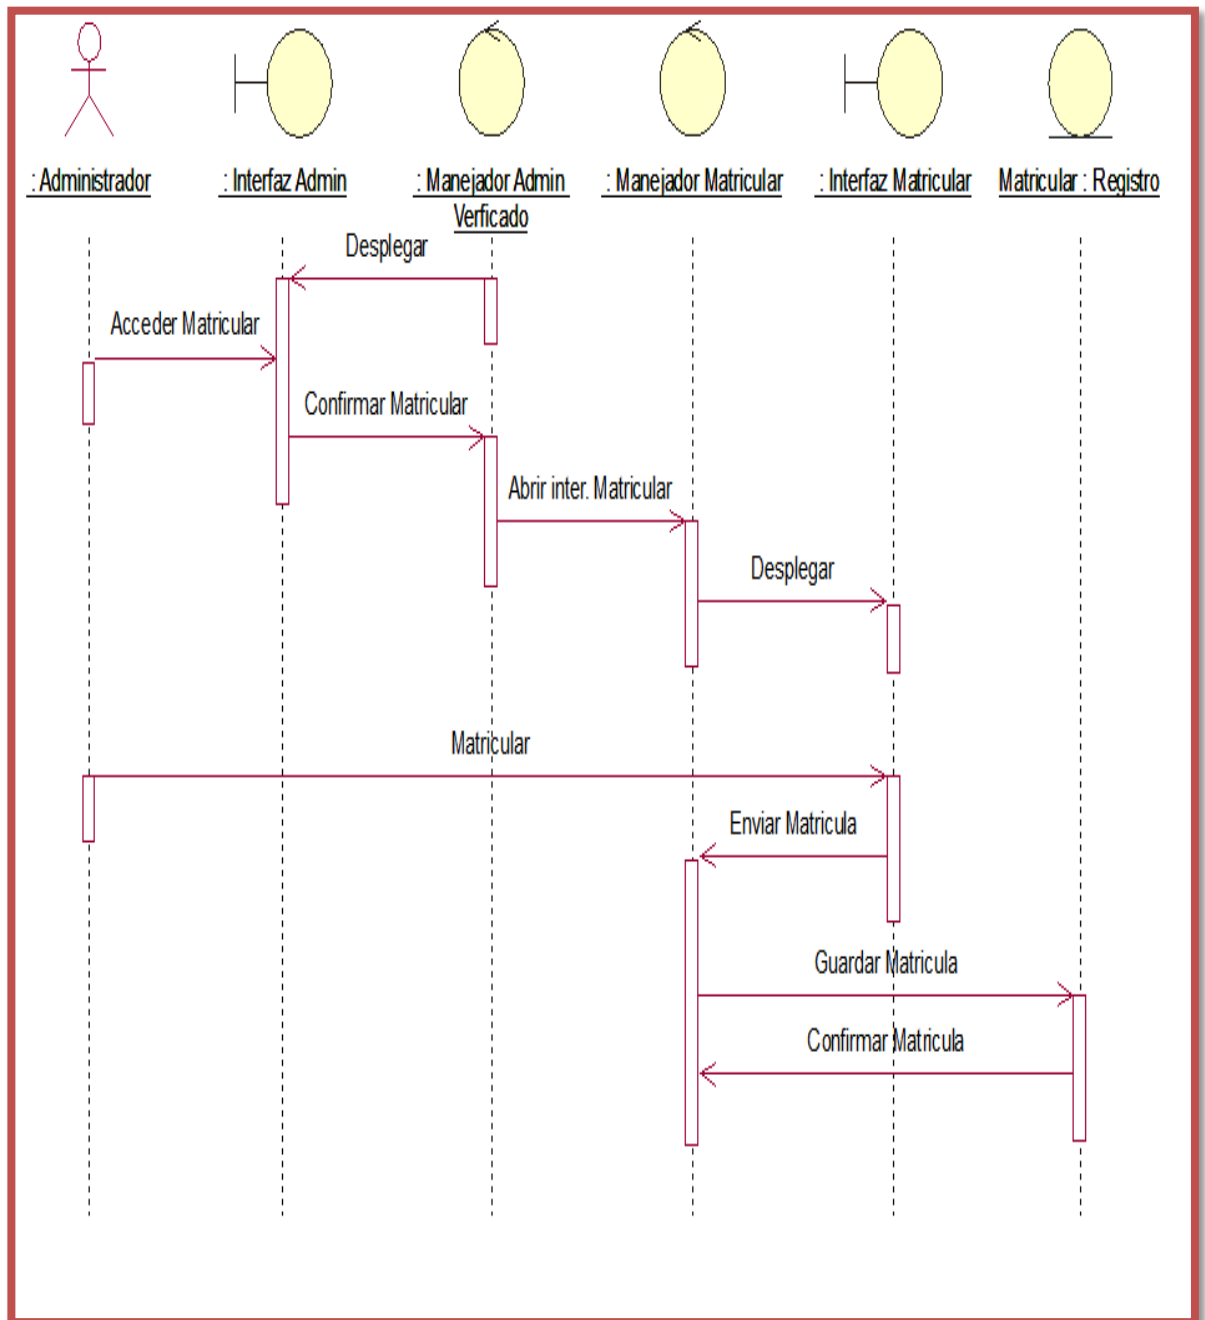 : Administrador
: Interfaz Admin
: Manejador Admin
Verficado
: Manejador Matricular
: Interfaz Matricular
Matricular : Registro
Desplegar
Acceder Matricular
Confirmar Matricular
Abrir inter. Matricular
Desplegar
Matricular
Enviar Matricula
Guardar Matricula
Confirmar Matricula